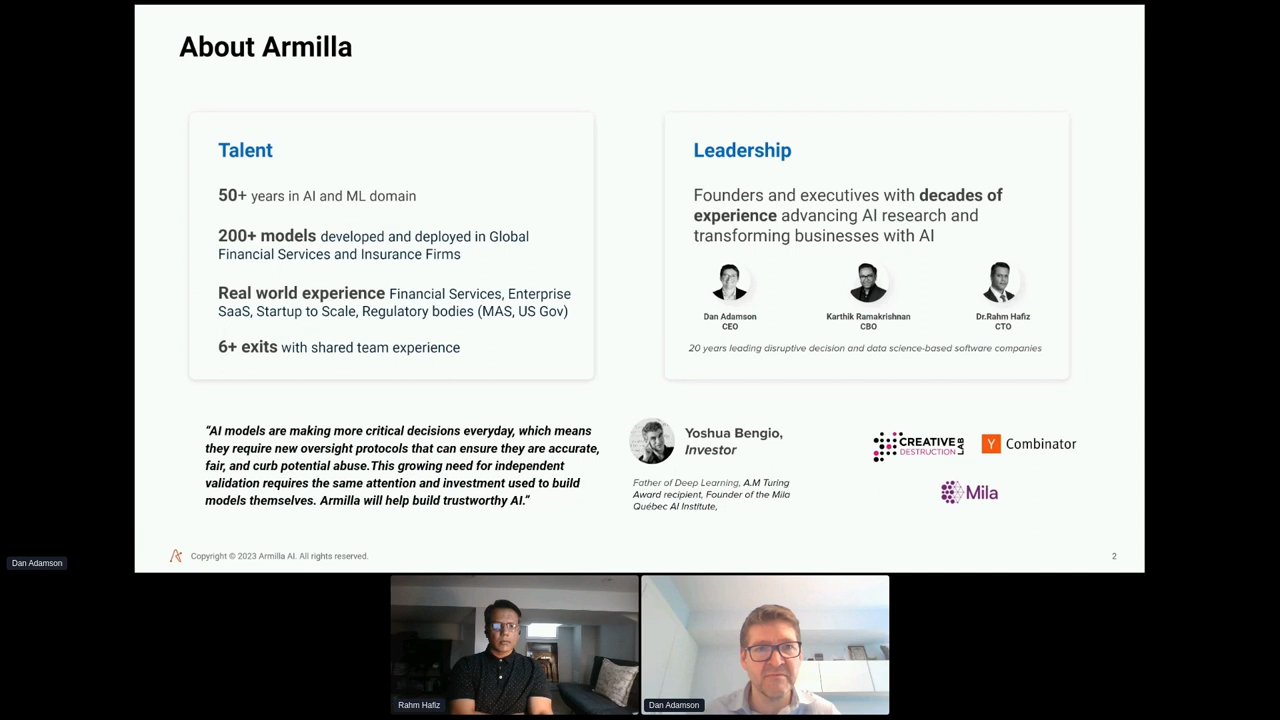 About Armilla
Talent
50+ years in AI and ML domain
200+ models developed and deployed in Global
Financial Services and Insurance Firms
Real world experience Financial Services, Enterprise
SaaS, Startup to Scale, Regulatory bodies (MAS, US Gov)
6+ exits with shared team experience
Leadership
Founders and executives with decades of
experience advancing AI research and
transforming businesses with AI
Dan Adamson
CEO
Karthik Ramakrishnan
CBO
Dr.Rahm Hafiz
CTO
20 years leading disruptive decision and data science-based software companies
“AI models are making more critical decisions everyday, which means
they require new oversight protocols that can ensure they are accurate,
fair, and curb potential abuse.This growing need for independent
validation requires the same attention and investment used to build
models themselves. Armilla will help build trustworthy AI.“
Yoshua Bengio,
Investor
Father of Deep Learning, A.M Turing
Award recipient, Founder of the Mila
Québec AI Institute,
CREATIVE
DESTRUCTION
LAB
Y Combinator
Mila
Copyright © 2023 Armilla AI. All rights reserved.
2
Dan Adamson
Rahm Hafiz
Dan Adamson